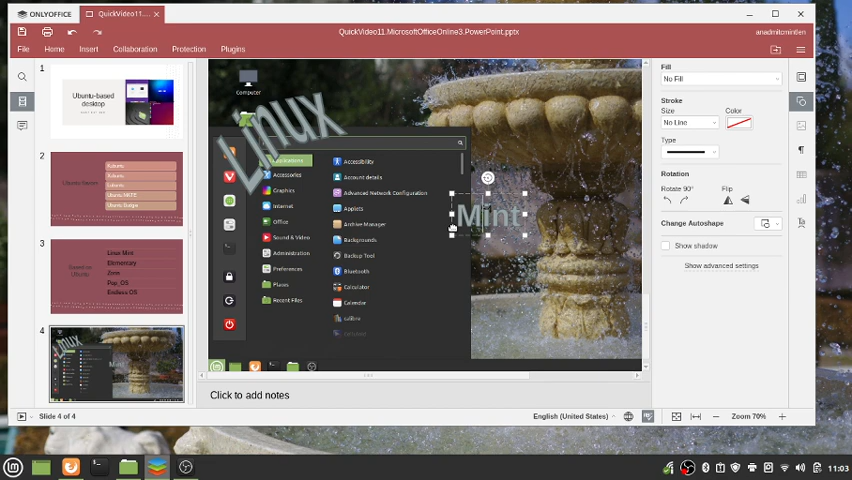 ONLYOFFICE
QuickVideo11....
QuickVideo11.MicrosoftOfficeOnline3.PowerPoint.pptx
anadmitcmintlen
File
Home
Insert
Collaboration
Protection
Plugins
1
Ubuntu-based
desktop
2
Ubuntu flavors
Kubuntu
Xubuntu
Lubuntu
Ubuntu MATE
Ubuntu Budgie
3
Based on
Ubuntu
Linux Mint
Elementary
Zorin
Pop_OS
Endless OS
4
Linux
Mint
Computer
Linux
Applications
Accessories
Graphics
Internet
Office
Sound & Video
Administration
Preferences
Places
Recent Files
Accessibility
Account details
Advanced Network Configuration
Applets
Archive Manager
Backgrounds
Backup Tool
Bluetooth
Calculator
Calendar
calibre
Mint
Fill
No Fill
Stroke
Size
Color
No Line
Type
Rotation
Rotate 90°
Flip
Change Autoshape
Show shadow
Show advanced settings
Click to add notes
Slide 4 of 4
English (United States)
Zoom 70%
11:03